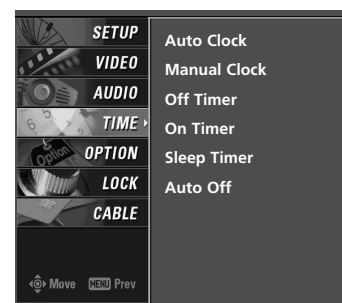 SETUP
VIDEO
AUDIO
TIME
OPTION
LOCK
CABLE
Move MENU Prev
Auto Clock
Manual Clock
Off Timer
On Timer
Sleep Timer
Auto Off